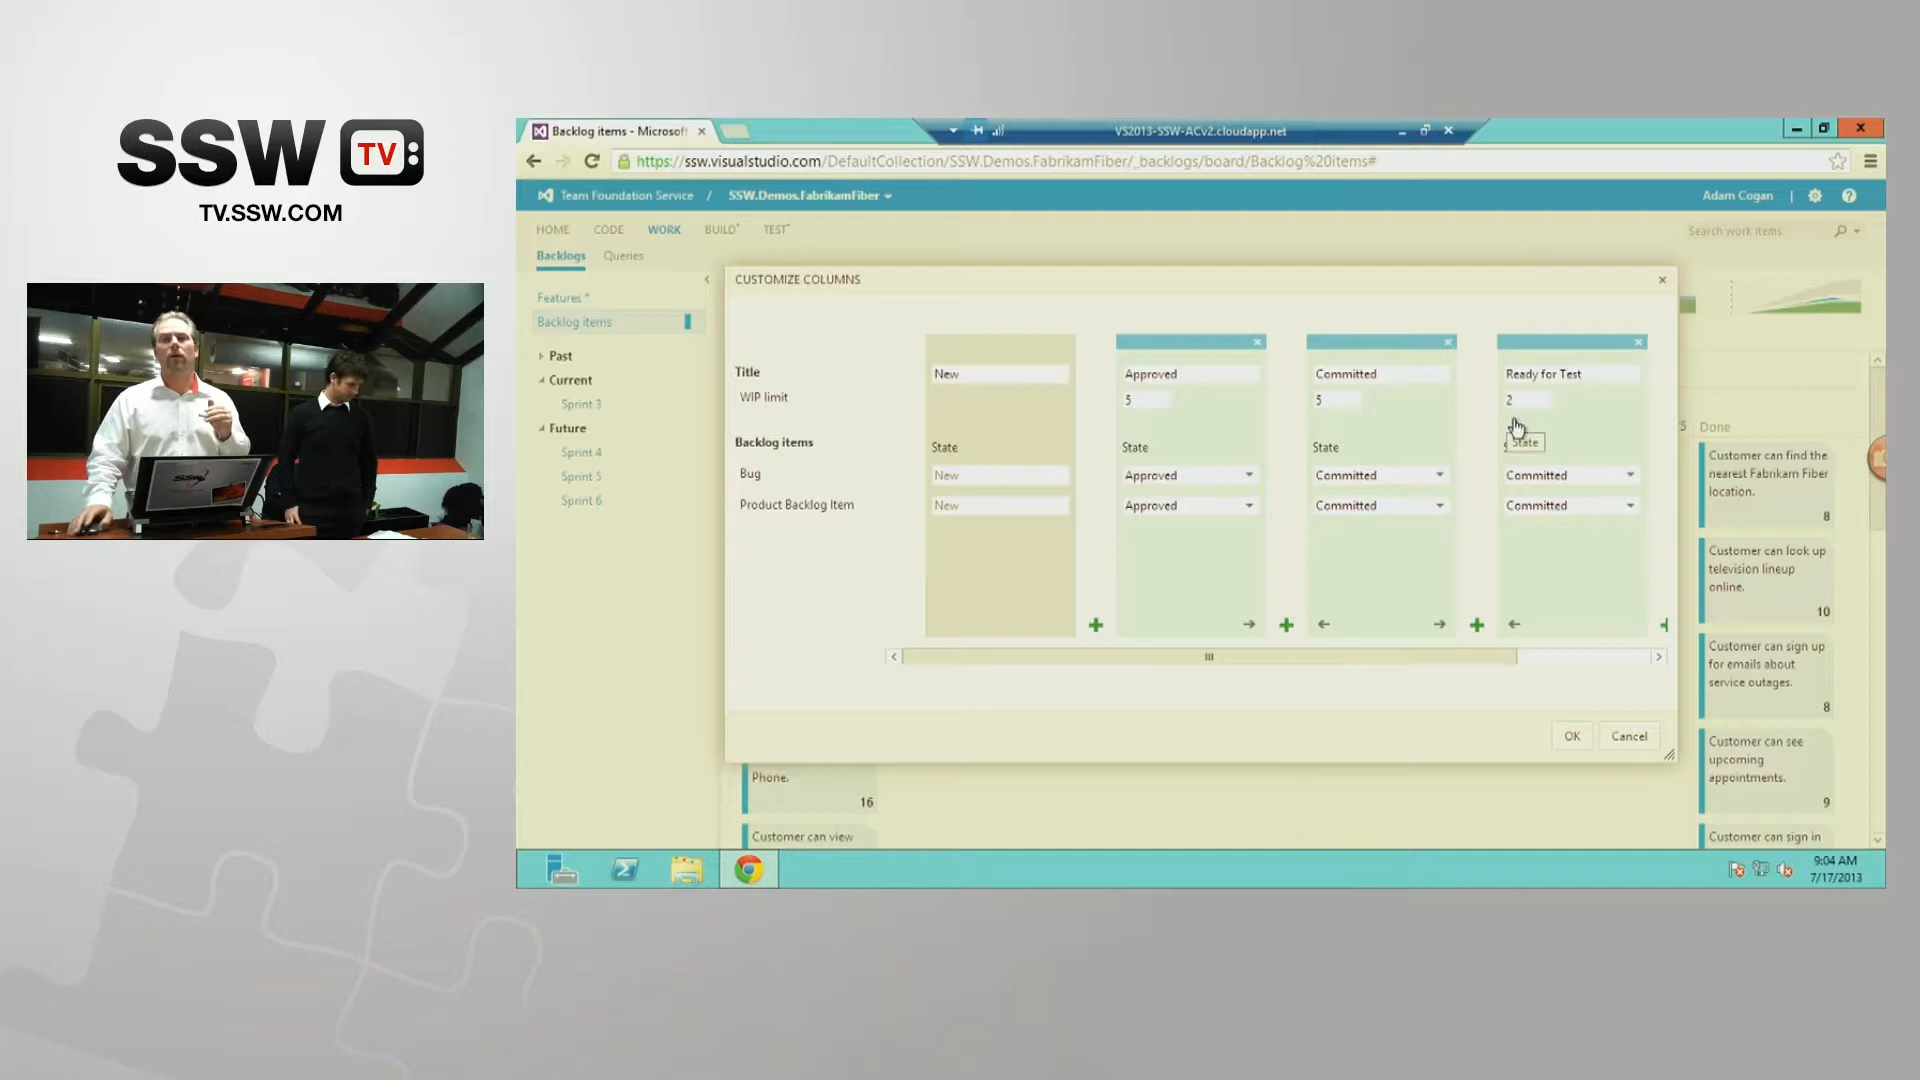 SSW TV:
TV.SSW.COM
SSW
Backlog items - Microsoft
VS2013-SSW-ACv2.cloudapp.net
https://ssw.visualstudio.com/DefaultCollection/SSW.Demos.FabrikamFiber/_backlogs/board/Backlog%20items#
Team Foundation Service / SSW.Demos.FabrikamFiber
Adam Cogan
HOME CODE WORK BUILD* TEST*
Search work items
Backlogs Queries
Features *
Backlog items
Past
Current
Sprint 3
Future
Sprint 4
Sprint 5
Sprint 6
CUSTOMIZE COLUMNS
Title New Approved Committed Ready for Test
WIP limit 5 5 2
Backlog items State State State State
Bug New Approved Committed Committed
Product Backlog Item New Approved Committed Committed
OK Cancel
5 Done
Customer can find the
nearest Fabrikam Fiber
location.
8
Customer can look up
television lineup
online.
10
Customer can sign up
for emails about
service outages.
8
Customer can see
upcoming
appointments.
9
Customer can sign in
Phone.
16
Customer can view
9:04 AM
7/17/2013